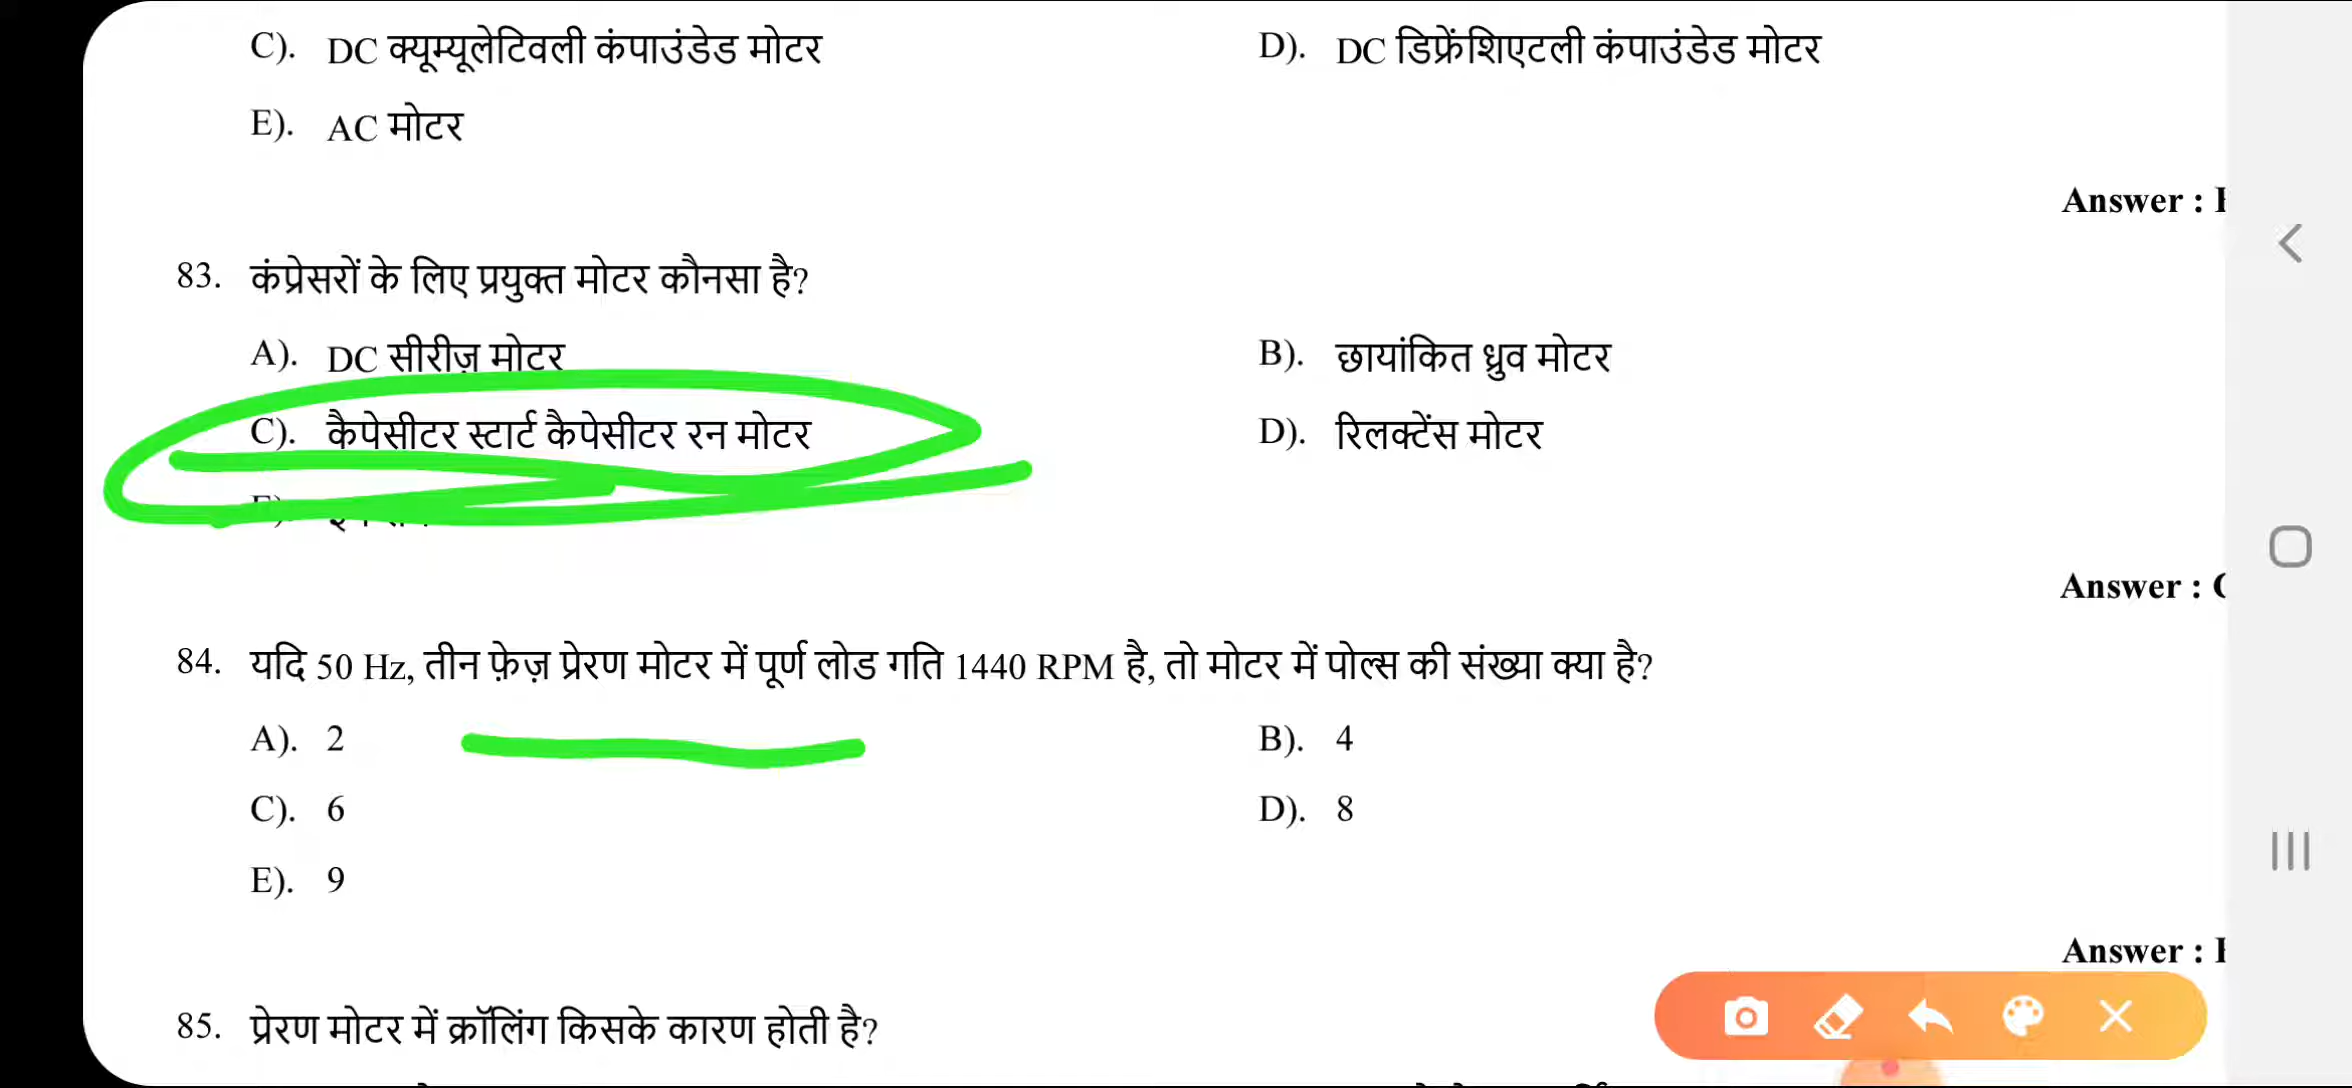 C). DC क्यूम्यूलेटिवली कंपाउंडेड मोटर
D). DC डिफ्रेंशिएटली कंपाउंडेड मोटर
E). AC मोटर
Answer :
83. कंप्रेसरों के लिए प्रयुक्त मोटर कौनसा है?
A). DC सीरीज़ मोटर
B). छायांकित ध्रुव मोटर
C). कैपेसीटर स्टार्ट कैपेसीटर रन मोटर
D). रिलक्टेंस मोटर
Answer :
84. यदि 50 Hz, तीन फ़ेज़ प्रेरण मोटर में पूर्ण लोड गति 1440 RPM है, तो मोटर में पोल्स की संख्या क्या है?
A). 2
B). 4
C). 6
D). 8
E). 9
Answer :
85. प्रेरण मोटर में क्रॉलिंग किसके कारण होती है?